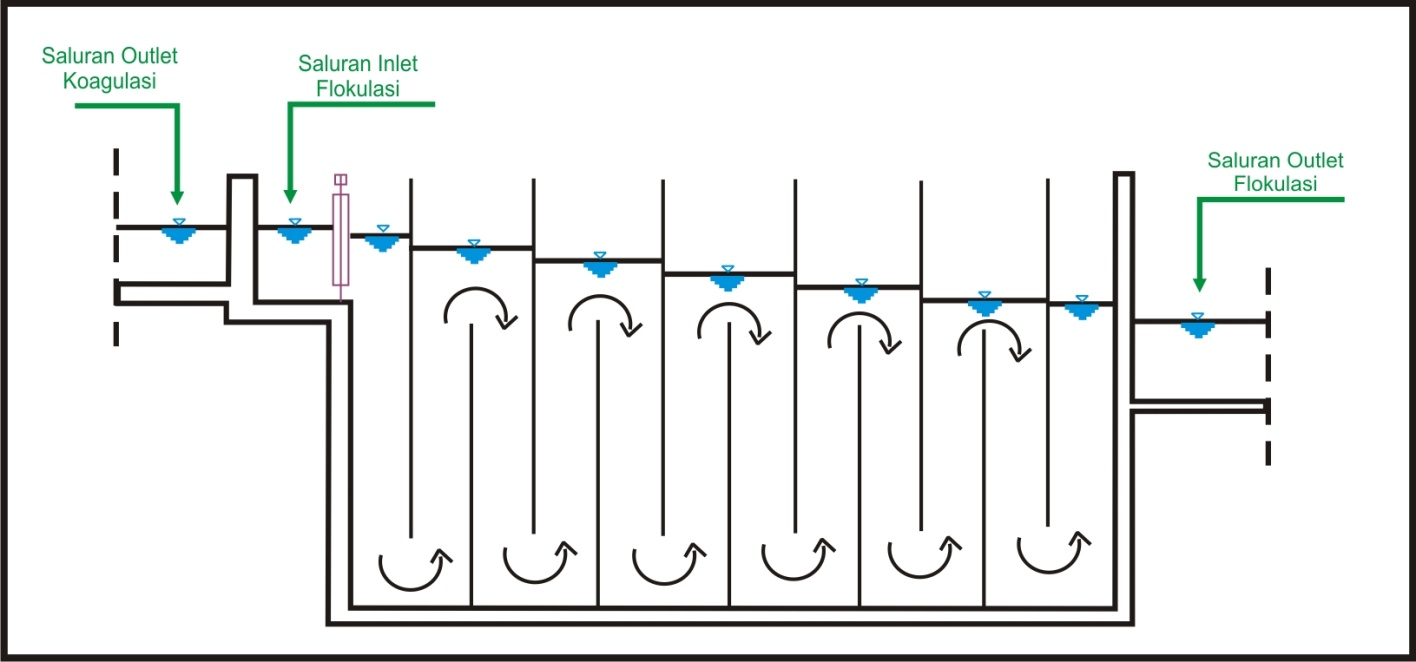 Saluran Outlet
Koagulasi
Saluran Inlet
Flokulasi
Saluran Outlet
Flokulasi